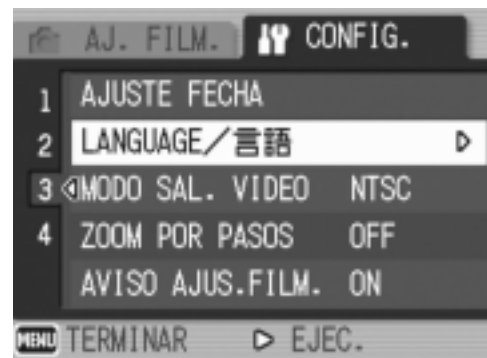 AJ. FILM. CONFIG.
1 AJUSTE FECHA
2 LANGUAGE／言語
3 MODO SAL. VIDEO NTSC
4 ZOOM POR PASOS OFF
AVISO AJUS.FILM. ON
MENU TERMINAR EJEC.